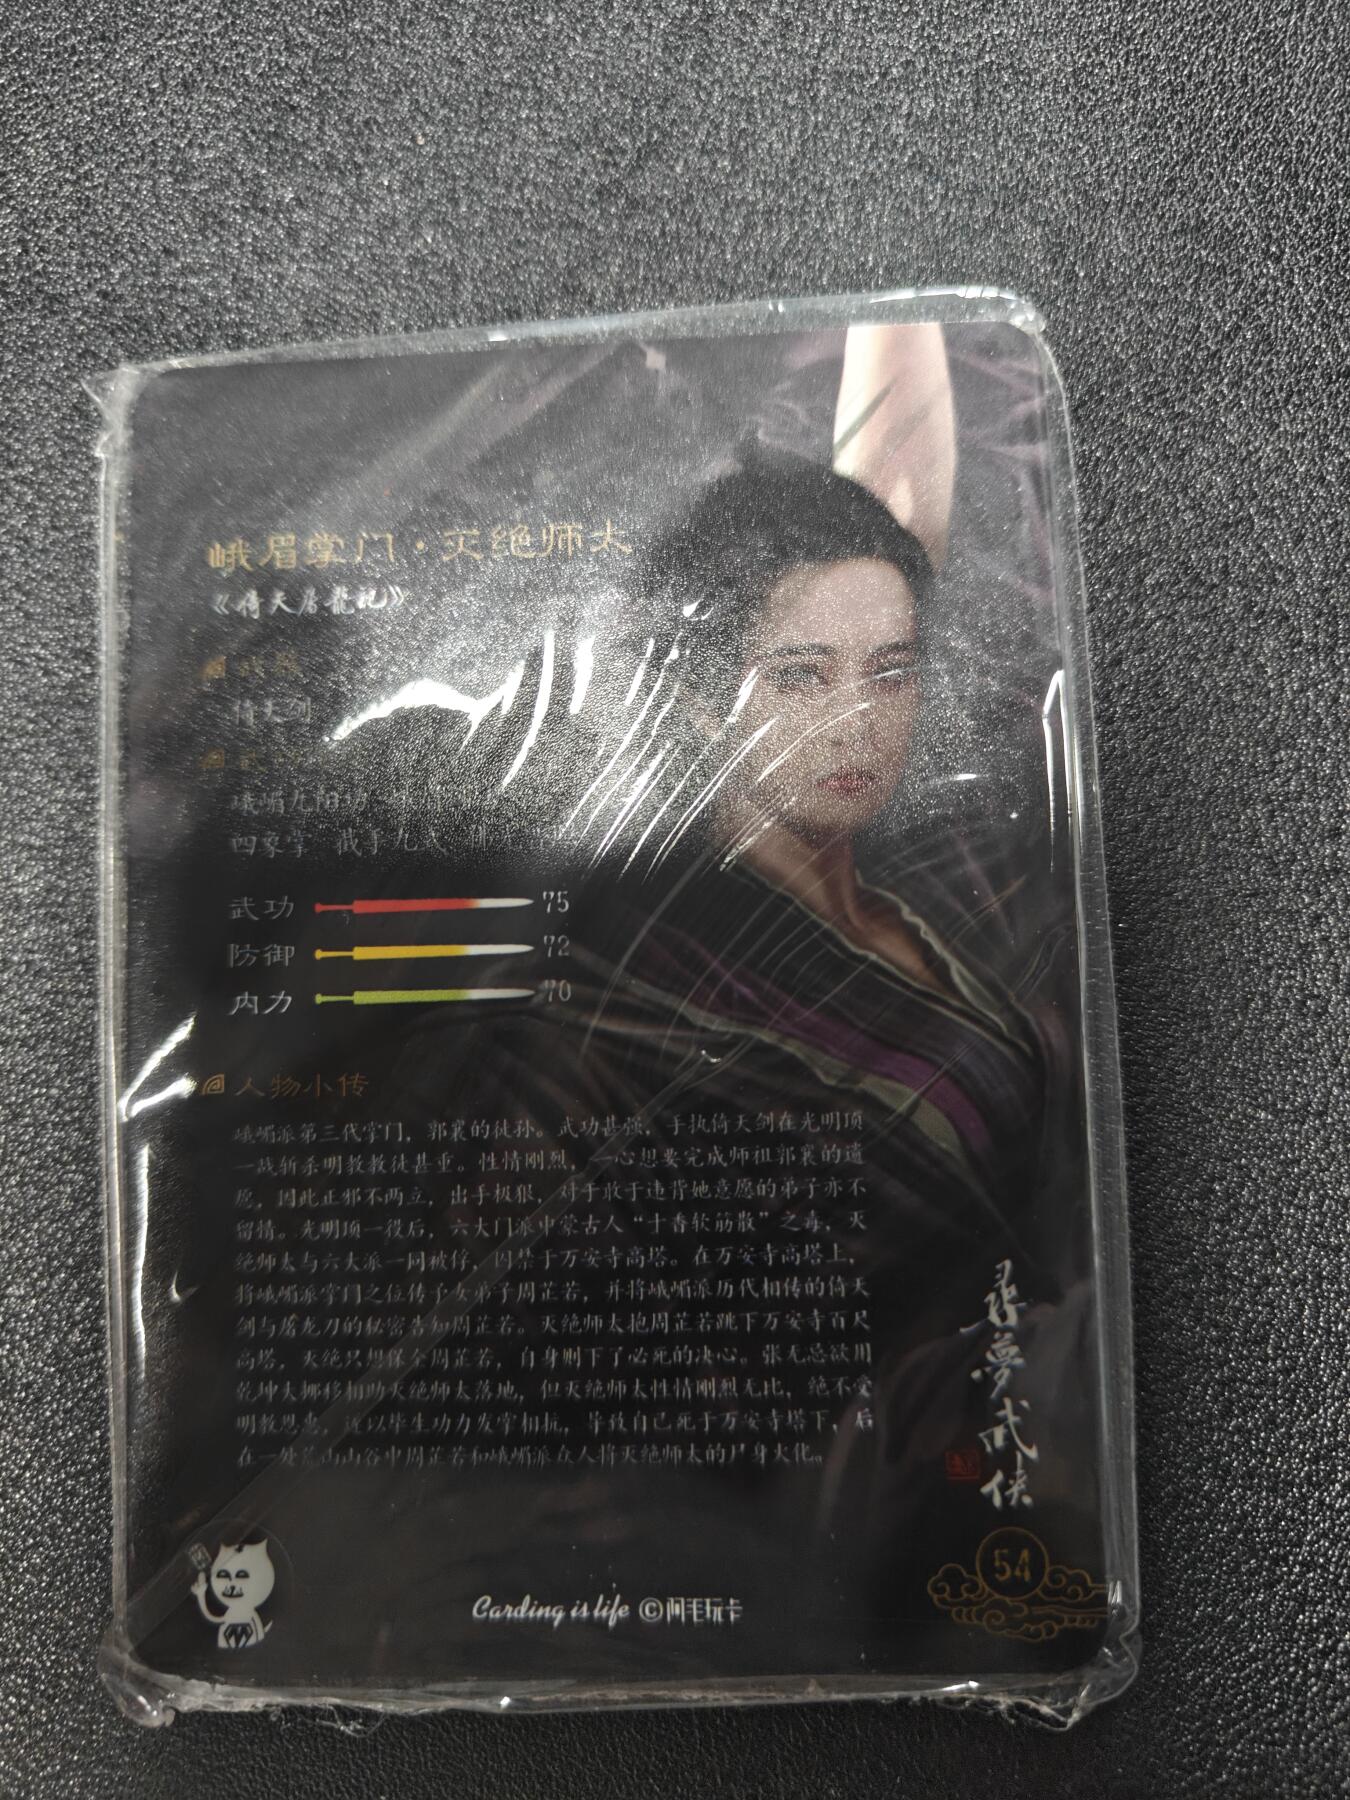 峨眉掌门·灭绝师太
《倚天屠龍記》
武器
倚天剑
峨嵋九阳功
四象掌 截手九式
武功 75
防御 72
内力 70
人物小传
峨嵋派第三代掌门，郭襄的徒孙。武功甚强，手执倚天剑在光明顶
一战斩杀明教教徒甚重。性情刚烈，一心想要完成师祖郭襄的遗
愿，因此正邪不两立，出手极狠，对于敢于违背她意愿的弟子亦不
留情。光明顶一役后，六大门派中蒙古人“十香软筋散”之毒，灭
绝师太与六大派一同被俘，囚禁于万安寺高塔。在万安寺高塔上，
将峨嵋派掌门之位传予女弟子周芷若，并将峨嵋派历代相传的倚天
剑与屠龙刀的秘密告知周芷若。灭绝师太抱周芷若跳下万安寺百尺
高塔，灭绝只想保全周芷若，自身则下了必死的决心。张无忌欲用
乾坤大挪移相助灭绝师太落地，但灭绝师太性情刚烈无比，绝不受
明教恩惠，遂以毕生功力发掌相抗，导致自己死于万安寺塔下，后
在一处荒山山谷中周芷若和峨嵋派众人将灭绝师太的尸身火化。
尋夢武俠
54
Carding is life ©阿毛玩卡